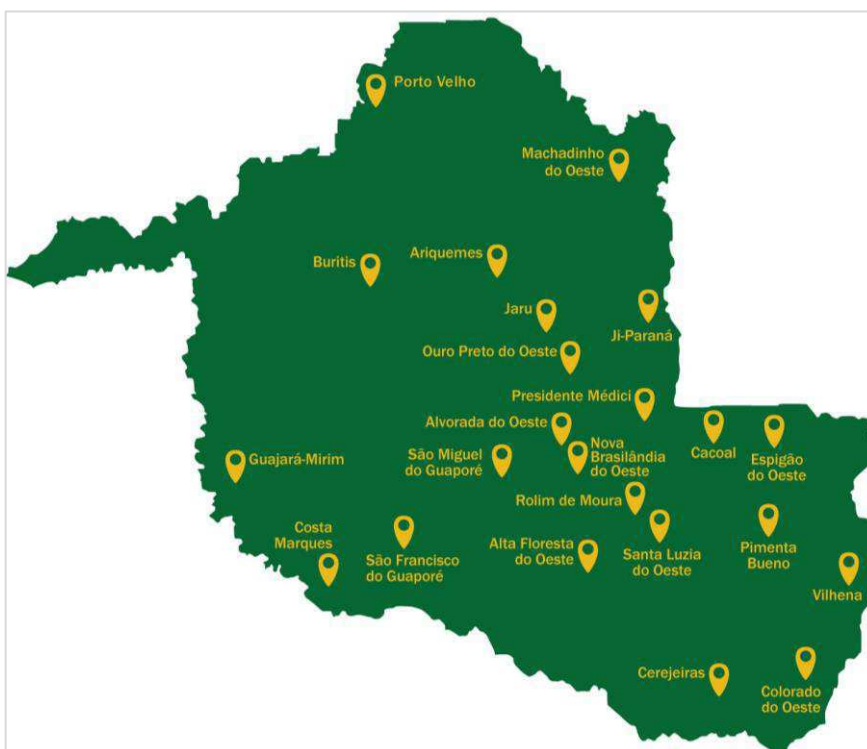 Porto Velho
Machadinho
do Oeste
Buritis
Ariquemes
Jaru
Ji-Paraná
Ouro Preto do Oeste
Presidente Médici
Alvorada do Oeste
Cacoal
Espigão
do Oeste
Nova
Brasilândia
do Oeste
São Miguel
do Guaporé
Guajará-Mirim
Rolim de Moura
Costa
Marques
São Francisco
do Guaporé
Alta Floresta
do Oeste
Santa Luzia
do Oeste
Pimenta
Bueno
Vilhena
Cerejeiras
Colorado
do Oeste